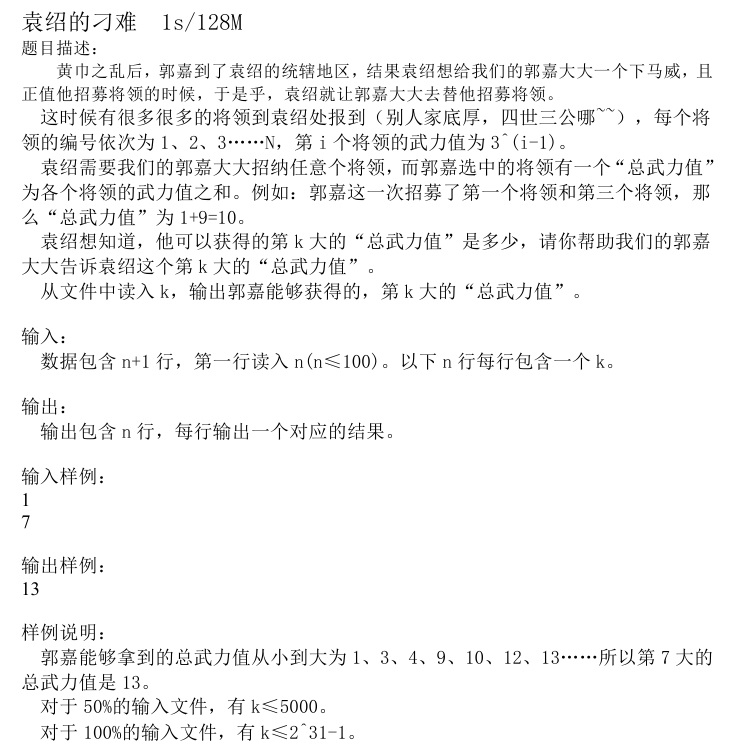 袁绍的刁难  1s/128M
题目描述：
黄巾之乱后，郭嘉到了袁绍的统辖地区，结果袁绍想给我们的郭嘉大大一个下马威，且
正值他招募将领的时候，于是乎，袁绍就让郭嘉大大去替他招募将领。
这时候有很多很多的将领到袁绍处报到（别人家底厚，四世三公哪~~），每个将
领的编号依次为 1、2、3……N，第 i 个将领的武力值为 3^(i-1)。
袁绍需要我们的郭嘉大大招纳任意个将领，而郭嘉选中的将领有一个“总武力值”
为各个将领的武力值之和。例如：郭嘉这一次招募了第一个将领和第三个将领，那
么“总武力值”为 1+9=10。
袁绍想知道，他可以获得的第 k 大的“总武力值”是多少，请你帮助我们的郭嘉
大大告诉袁绍这个第 k 大的“总武力值”。
从文件中读入 k，输出郭嘉能够获得的，第 k 大的“总武力值”。
输入：
数据包含 n+1 行，第一行读入 n(n≤100)。以下 n 行每行包含一个 k。
输出：
输出包含 n 行，每行输出一个对应的结果。
输入样例：
1
7
输出样例：
13
样例说明：
郭嘉能够拿到的总武力值从小到大为 1、3、4、9、10、12、13……所以第 7 大的
总武力值是 13。
对于 50%的输入文件，有 k≤5000。
对于 100%的输入文件，有 k≤2^31-1。